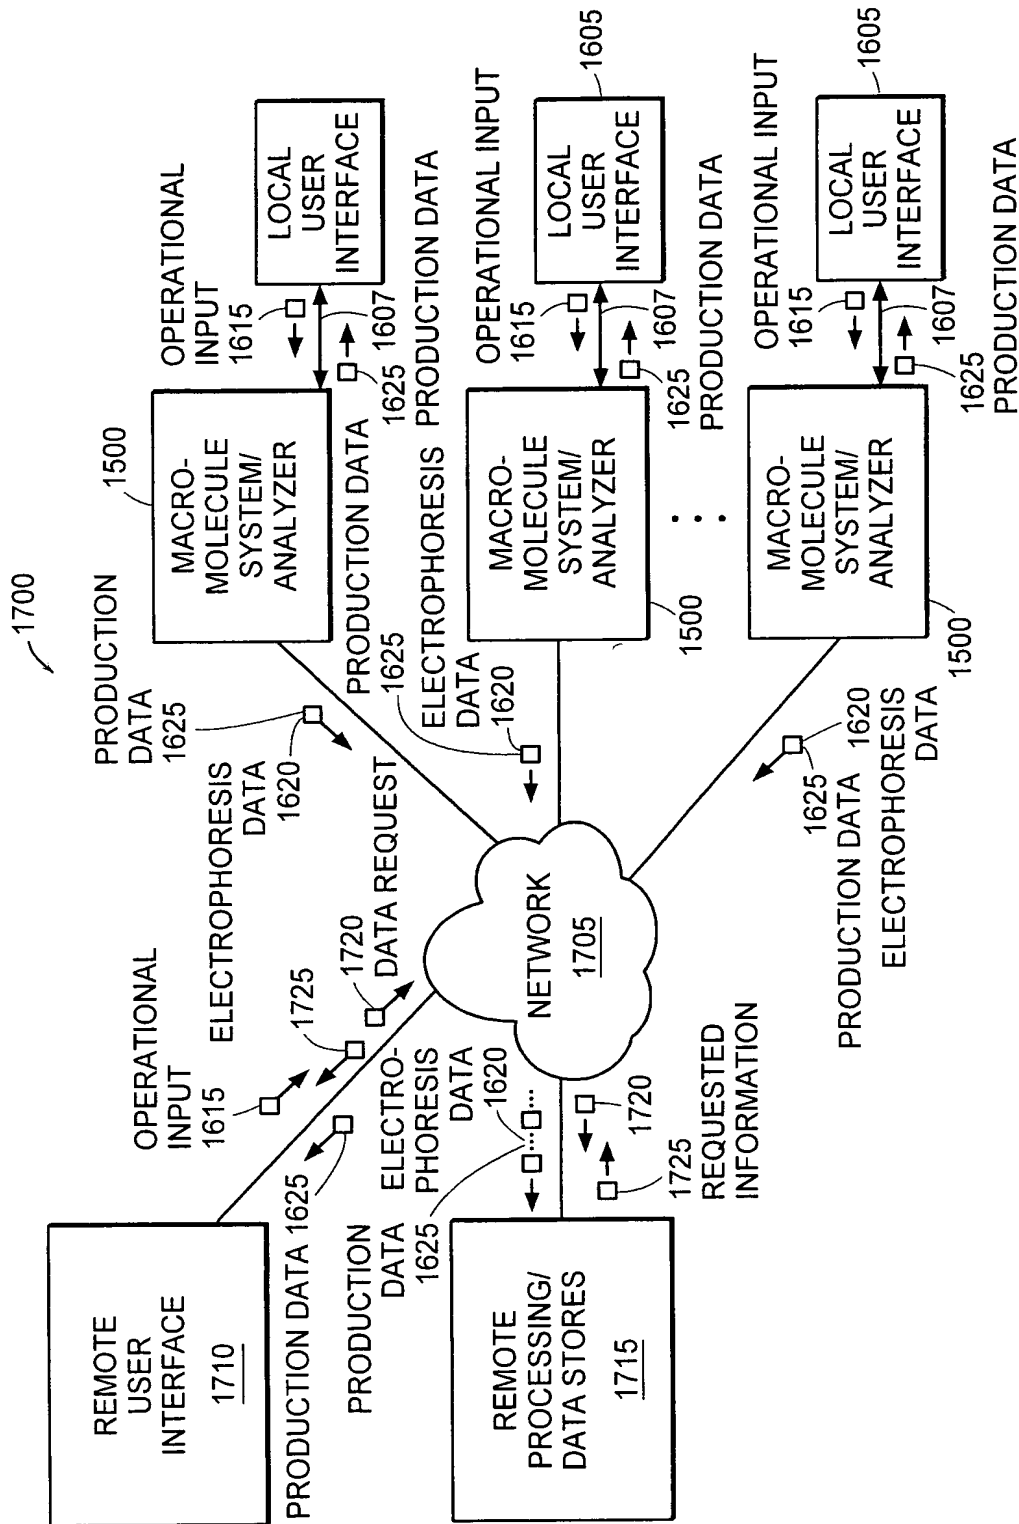 1700
REMOTE
USER
INTERFACE
1710
OPERATIONAL
INPUT
1615
1725
1720
DATA REQUEST
PRODUCTION DATA 1625
PRODUCTION
DATA
1625
ELECTRO-
PHORESIS
DATA
1620
REMOTE
PROCESSING/
DATA STORES
1715
1720
1725
REQUESTED
INFORMATION
NETWORK
1705
PRODUCTION
DATA
1625
ELECTROPHORESIS
DATA
1620
1500
MACRO-
MOLECULE
SYSTEM/
ANALYZER
OPERATIONAL
INPUT
1615
1607
1625
PRODUCTION DATA
LOCAL
USER
INTERFACE
PRODUCTION DATA
1625
ELECTROPHORESIS
DATA
1620
MACRO-
MOLECULE
SYSTEM/
ANALYZER
1500
OPERATIONAL INPUT
1615
1607
1625
PRODUCTION DATA
LOCAL
USER
INTERFACE
1605
1620
1625
PRODUCTION DATA
ELECTROPHORESIS
DATA
MACRO-
MOLECULE
SYSTEM/
ANALYZER
1500
OPERATIONAL INPUT
1615
1607
1625
PRODUCTION DATA
LOCAL
USER
INTERFACE
1605